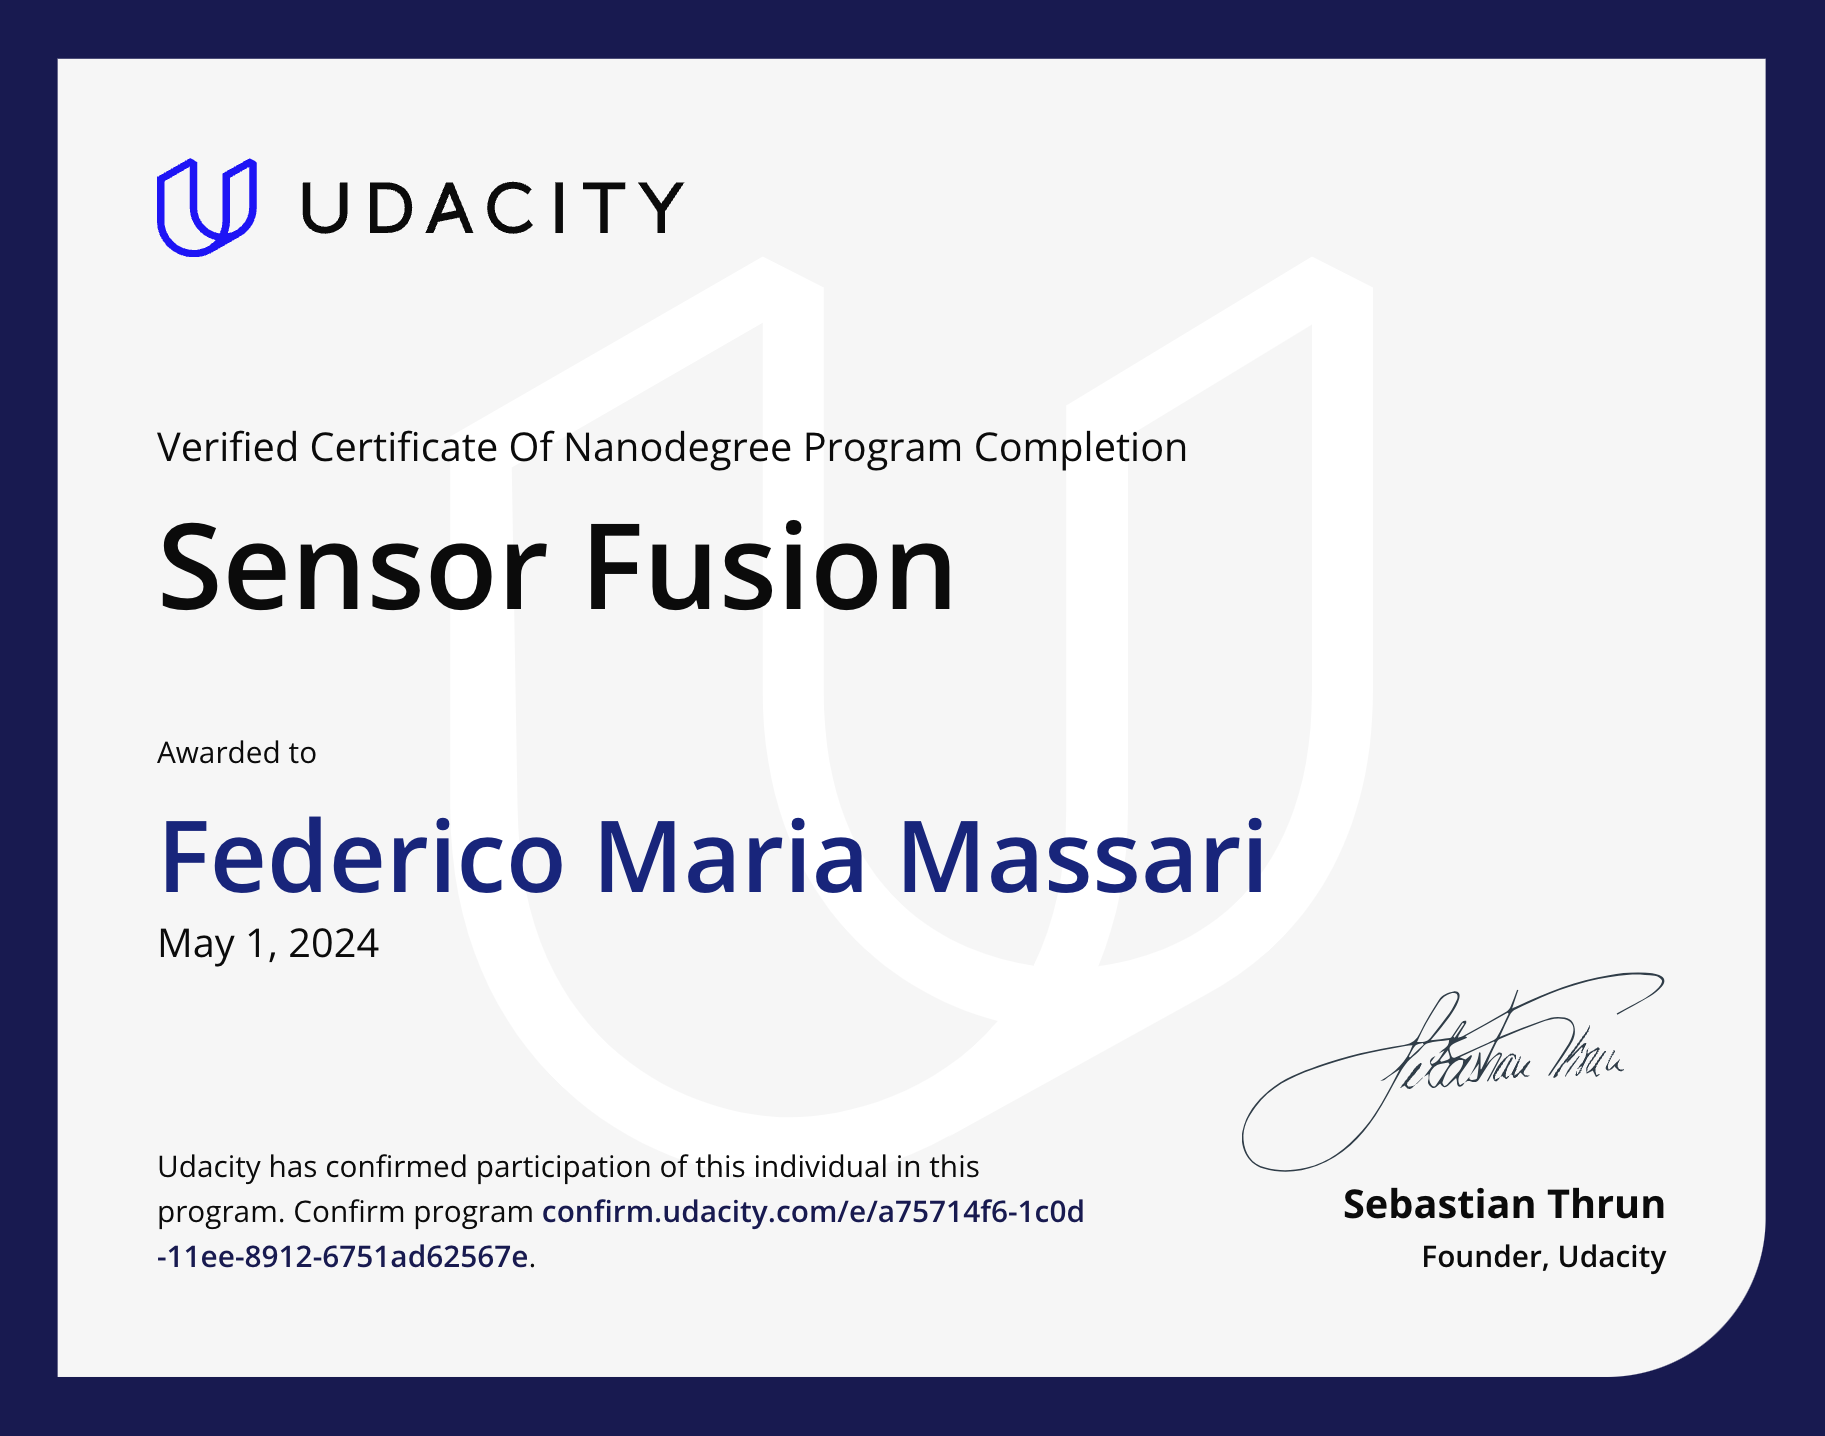 UDACITY
Verified Certificate Of Nanodegree Program Completion
Sensor Fusion
Awarded to
Federico Maria Massari
May 1, 2024
Sebastian Thrun
Udacity has confirmed participation of this individual in this
program. Confirm program confirm.udacity.com/e/a75714f6-1c0d
-11ee-8912-6751ad62567e.
Sebastian Thrun
Founder, Udacity